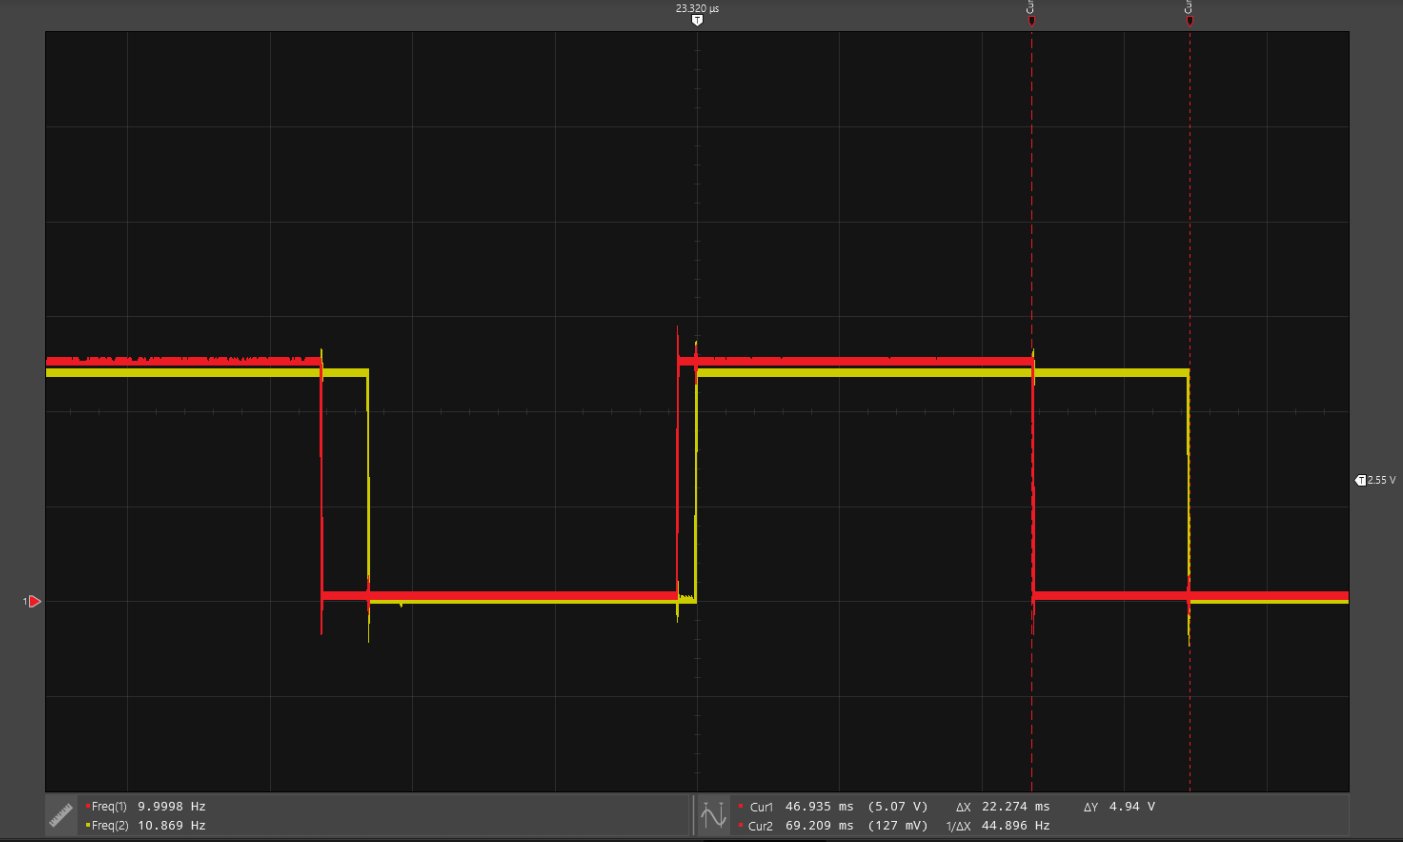 23.320 µs
T
Cur
Cur
T 2.55 V
1
Freq(1) 9.9998 Hz
Freq(2) 10.869 Hz
Cur1 46.935 ms (5.07 V) ΔX 22.274 ms ΔY 4.94 V
Cur2 69.209 ms (127 mV) 1/ΔX 44.896 Hz